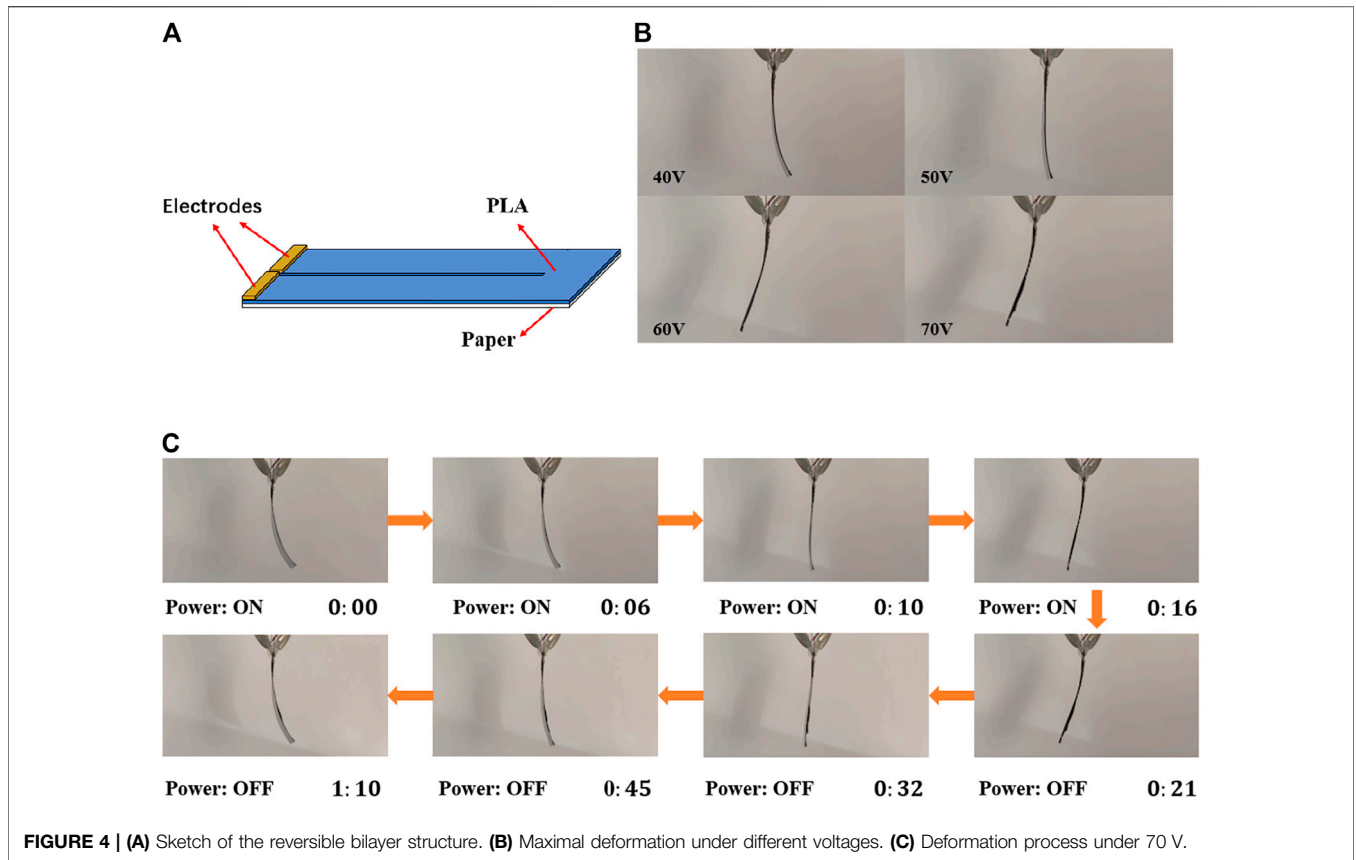 A
B
Electrodes
PLA
Paper
40V
50V
60V
70V
C
Power: ON 0: 00
Power: ON 0: 06
Power: ON 0: 10
Power: ON 0: 16
Power: OFF 1: 10
Power: OFF 0: 45
Power: OFF 0: 32
Power: OFF 0: 21
FIGURE 4 | (A) Sketch of the reversible bilayer structure. (B) Maximal deformation under different voltages. (C) Deformation process under 70 V.